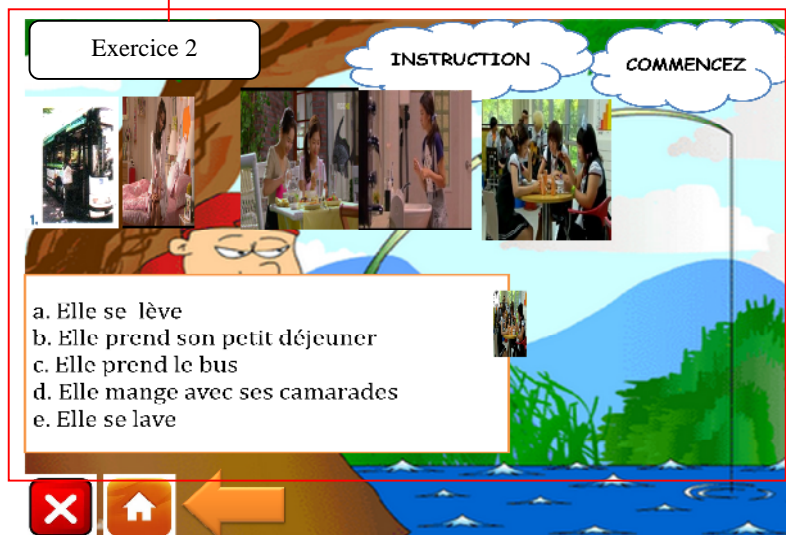 Exercice 2
INSTRUCTION
COMMENCEZ
1.
a. Elle se lève
b. Elle prend son petit déjeuner
c. Elle prend le bus
d. Elle mange avec ses camarades
e. Elle se lave